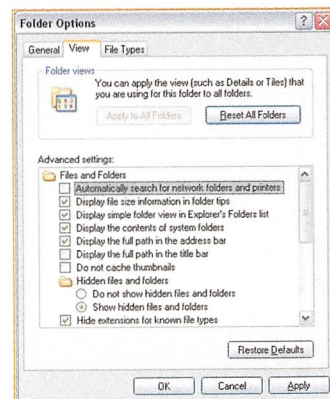 Folder Options
General View File Types
Folder views
You can apply the view (such as Details or Tiles) that
you are using for this folder to all folders.
Apply to All Folders Reset All Folders
Advanced settings:
Files and Folders
Automatically search for network folders and printers
Display file size information in folder tips
Display simple folder view in Explorer's Folders list
Display the contents of system folders
Display the full path in the address bar
Display the full path in the title bar
Do not cache thumbnails
Hidden files and folders
Do not show hidden files and folders
Show hidden files and folders
Hide extensions for known file types
Restore Defaults
OK Cancel Apply